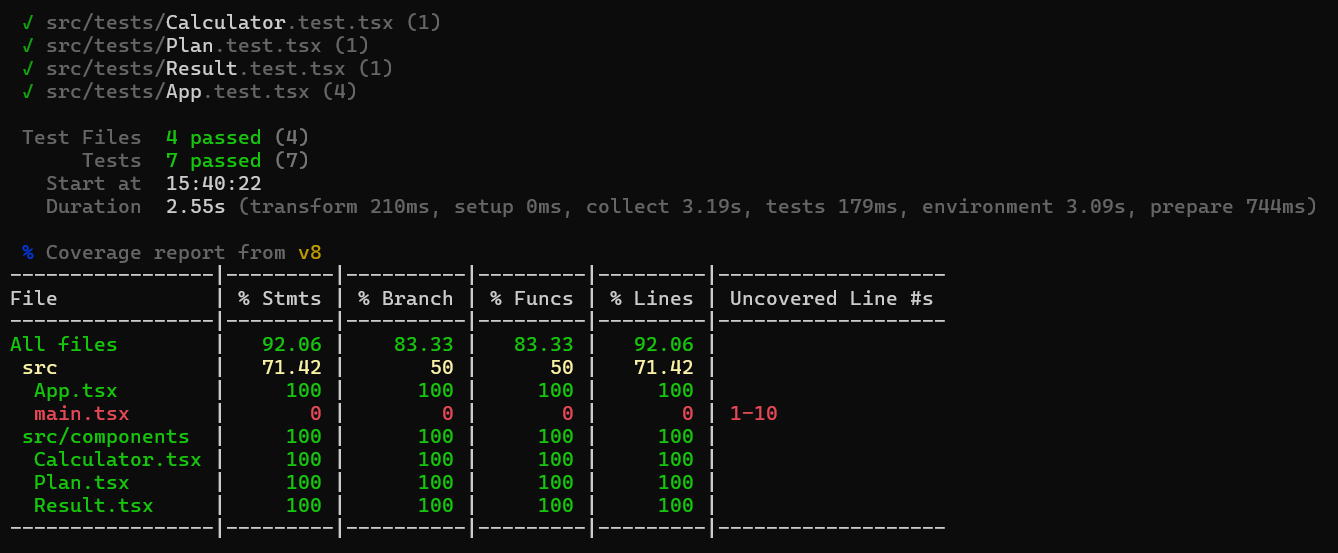 √ src/tests/Calculator.test.tsx (1)
√ src/tests/Plan.test.tsx (1)
√ src/tests/Result.test.tsx (1)
√ src/tests/App.test.tsx (4)
Test Files  4 passed (4)
Tests  7 passed (7)
Start at  15:40:22
Duration  2.55s (transform 210ms, setup 0ms, collect 3.19s, tests 179ms, environment 3.09s, prepare 744ms)
% Coverage report from v8
-----------------|---------|----------|---------|---------|-------------------
File             | % Stmts | % Branch | % Funcs | % Lines | Uncovered Line #s
-----------------|---------|----------|---------|---------|-------------------
All files        |   92.06 |    83.33 |   83.33 |   92.06 |
 src             |   71.42 |       50 |      50 |   71.42 |
  App.tsx        |     100 |      100 |     100 |     100 |
  main.tsx       |       0 |        0 |       0 |       0 | 1-10
 src/components  |     100 |      100 |     100 |     100 |
  Calculator.tsx |     100 |      100 |     100 |     100 |
  Plan.tsx       |     100 |      100 |     100 |     100 |
  Result.tsx     |     100 |      100 |     100 |     100 |
-----------------|---------|----------|---------|---------|-------------------